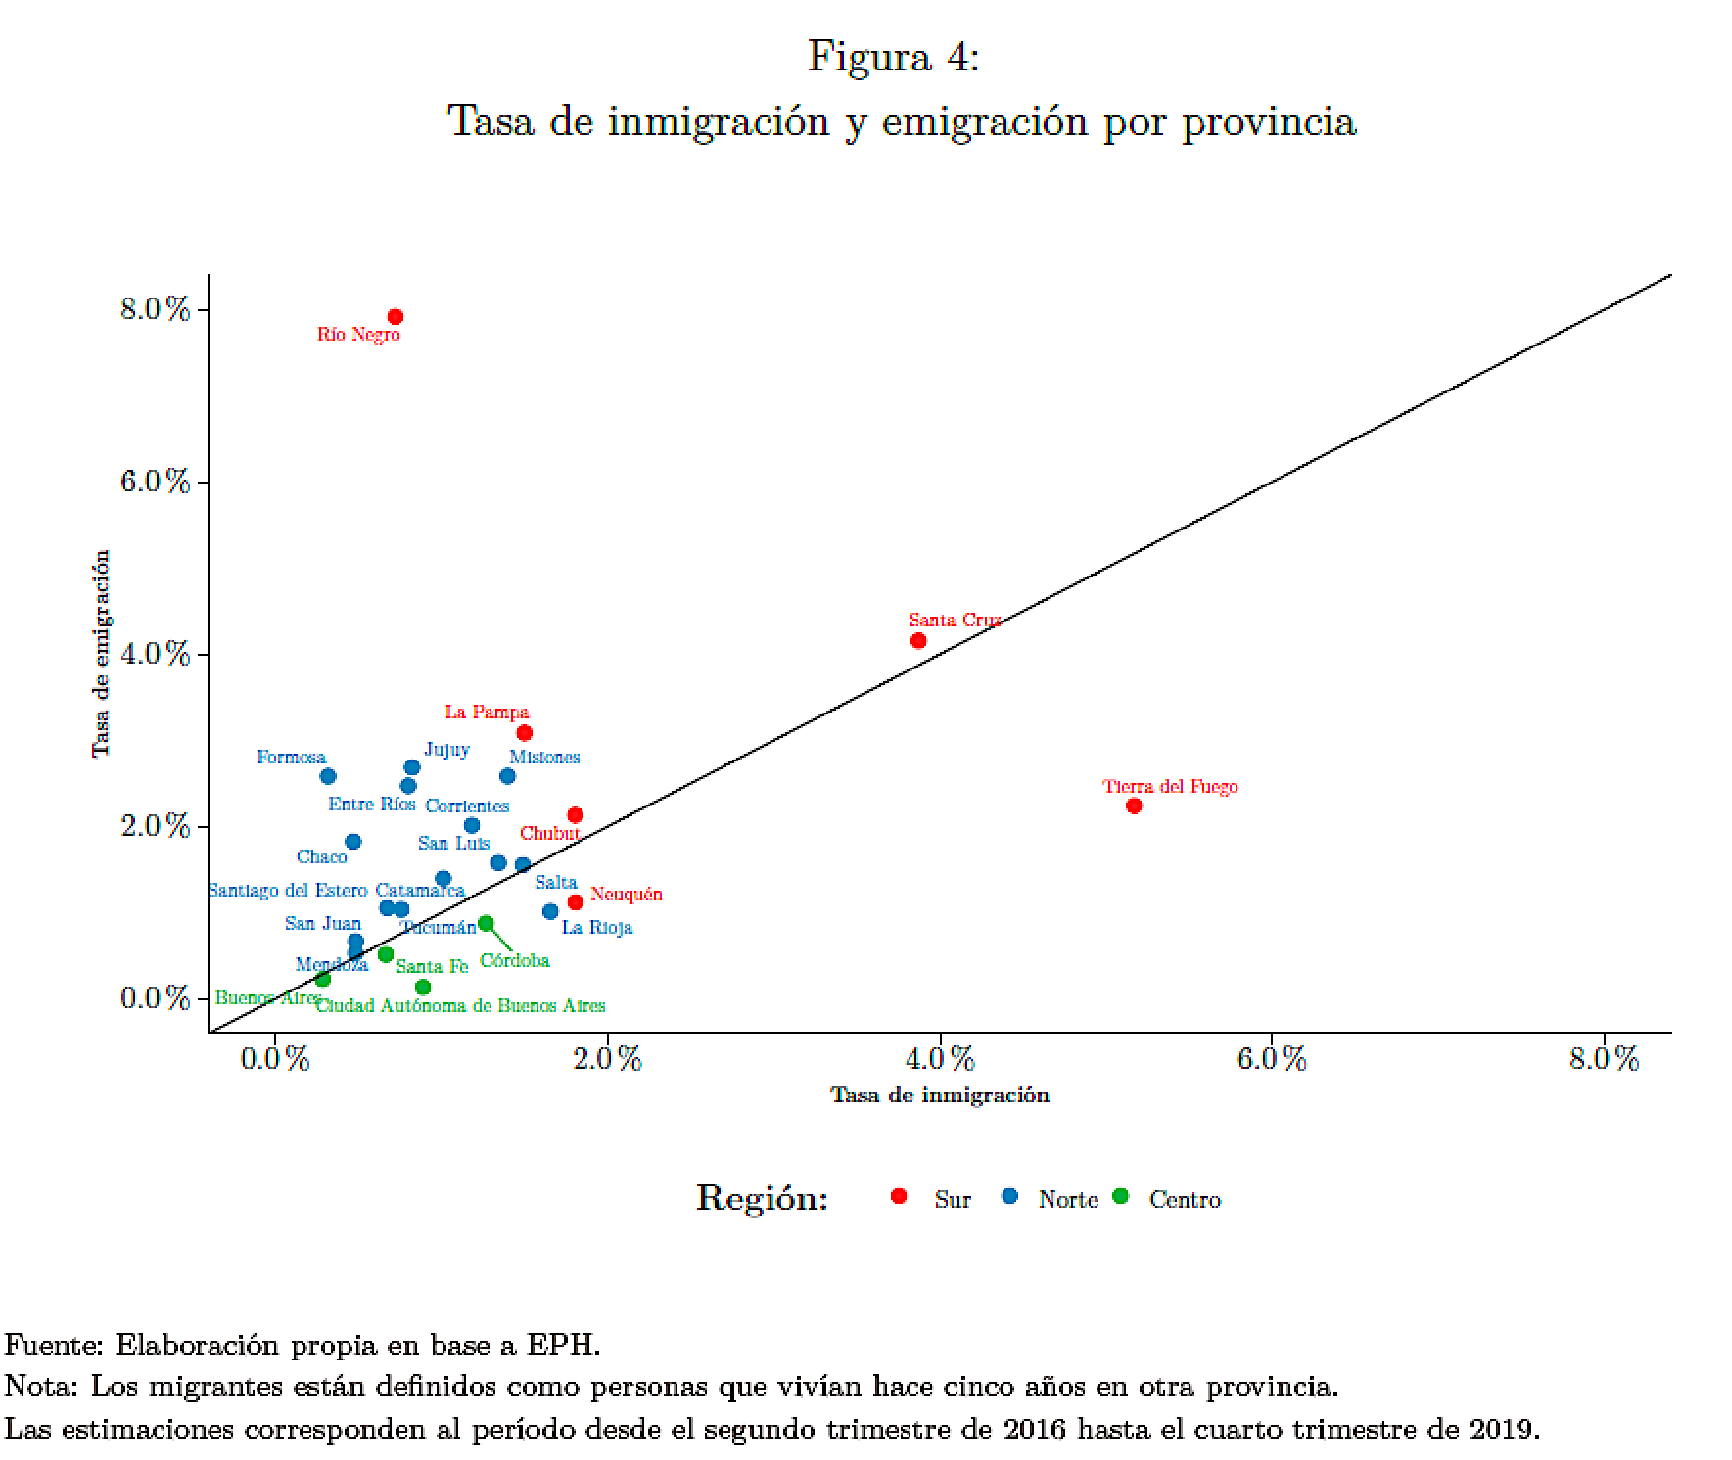 Figura 4:
Tasa de inmigración y emigración por provincia
8.0%
Río Negro
6.0%
Tasa de emigración
Santa Cruz
4.0%
La Pampa
Jujuy
Formosa
Misiones
Tierra del Fuego
Entre Ríos
Corrientes
2.0%
Chubut
San Luis
Chaco
Salta
Santiago del Estero
Catamarca
Neuquén
San Juan
Tucumán
La Rioja
Córdoba
Mendoza
Santa Fe
0.0%
Buenos Aires
Ciudad Autónoma de Buenos Aires
0.0%
2.0%
4.0%
6.0%
8.0%
Tasa de inmigración
Región:
Sur
Norte
Centro
Fuente: Elaboración propia en base a EPH.
Nota: Los migrantes están definidos como personas que vivían hace cinco años en otra provincia.
Las estimaciones corresponden al período desde el segundo trimestre de 2016 hasta el cuarto trimestre de 2019.